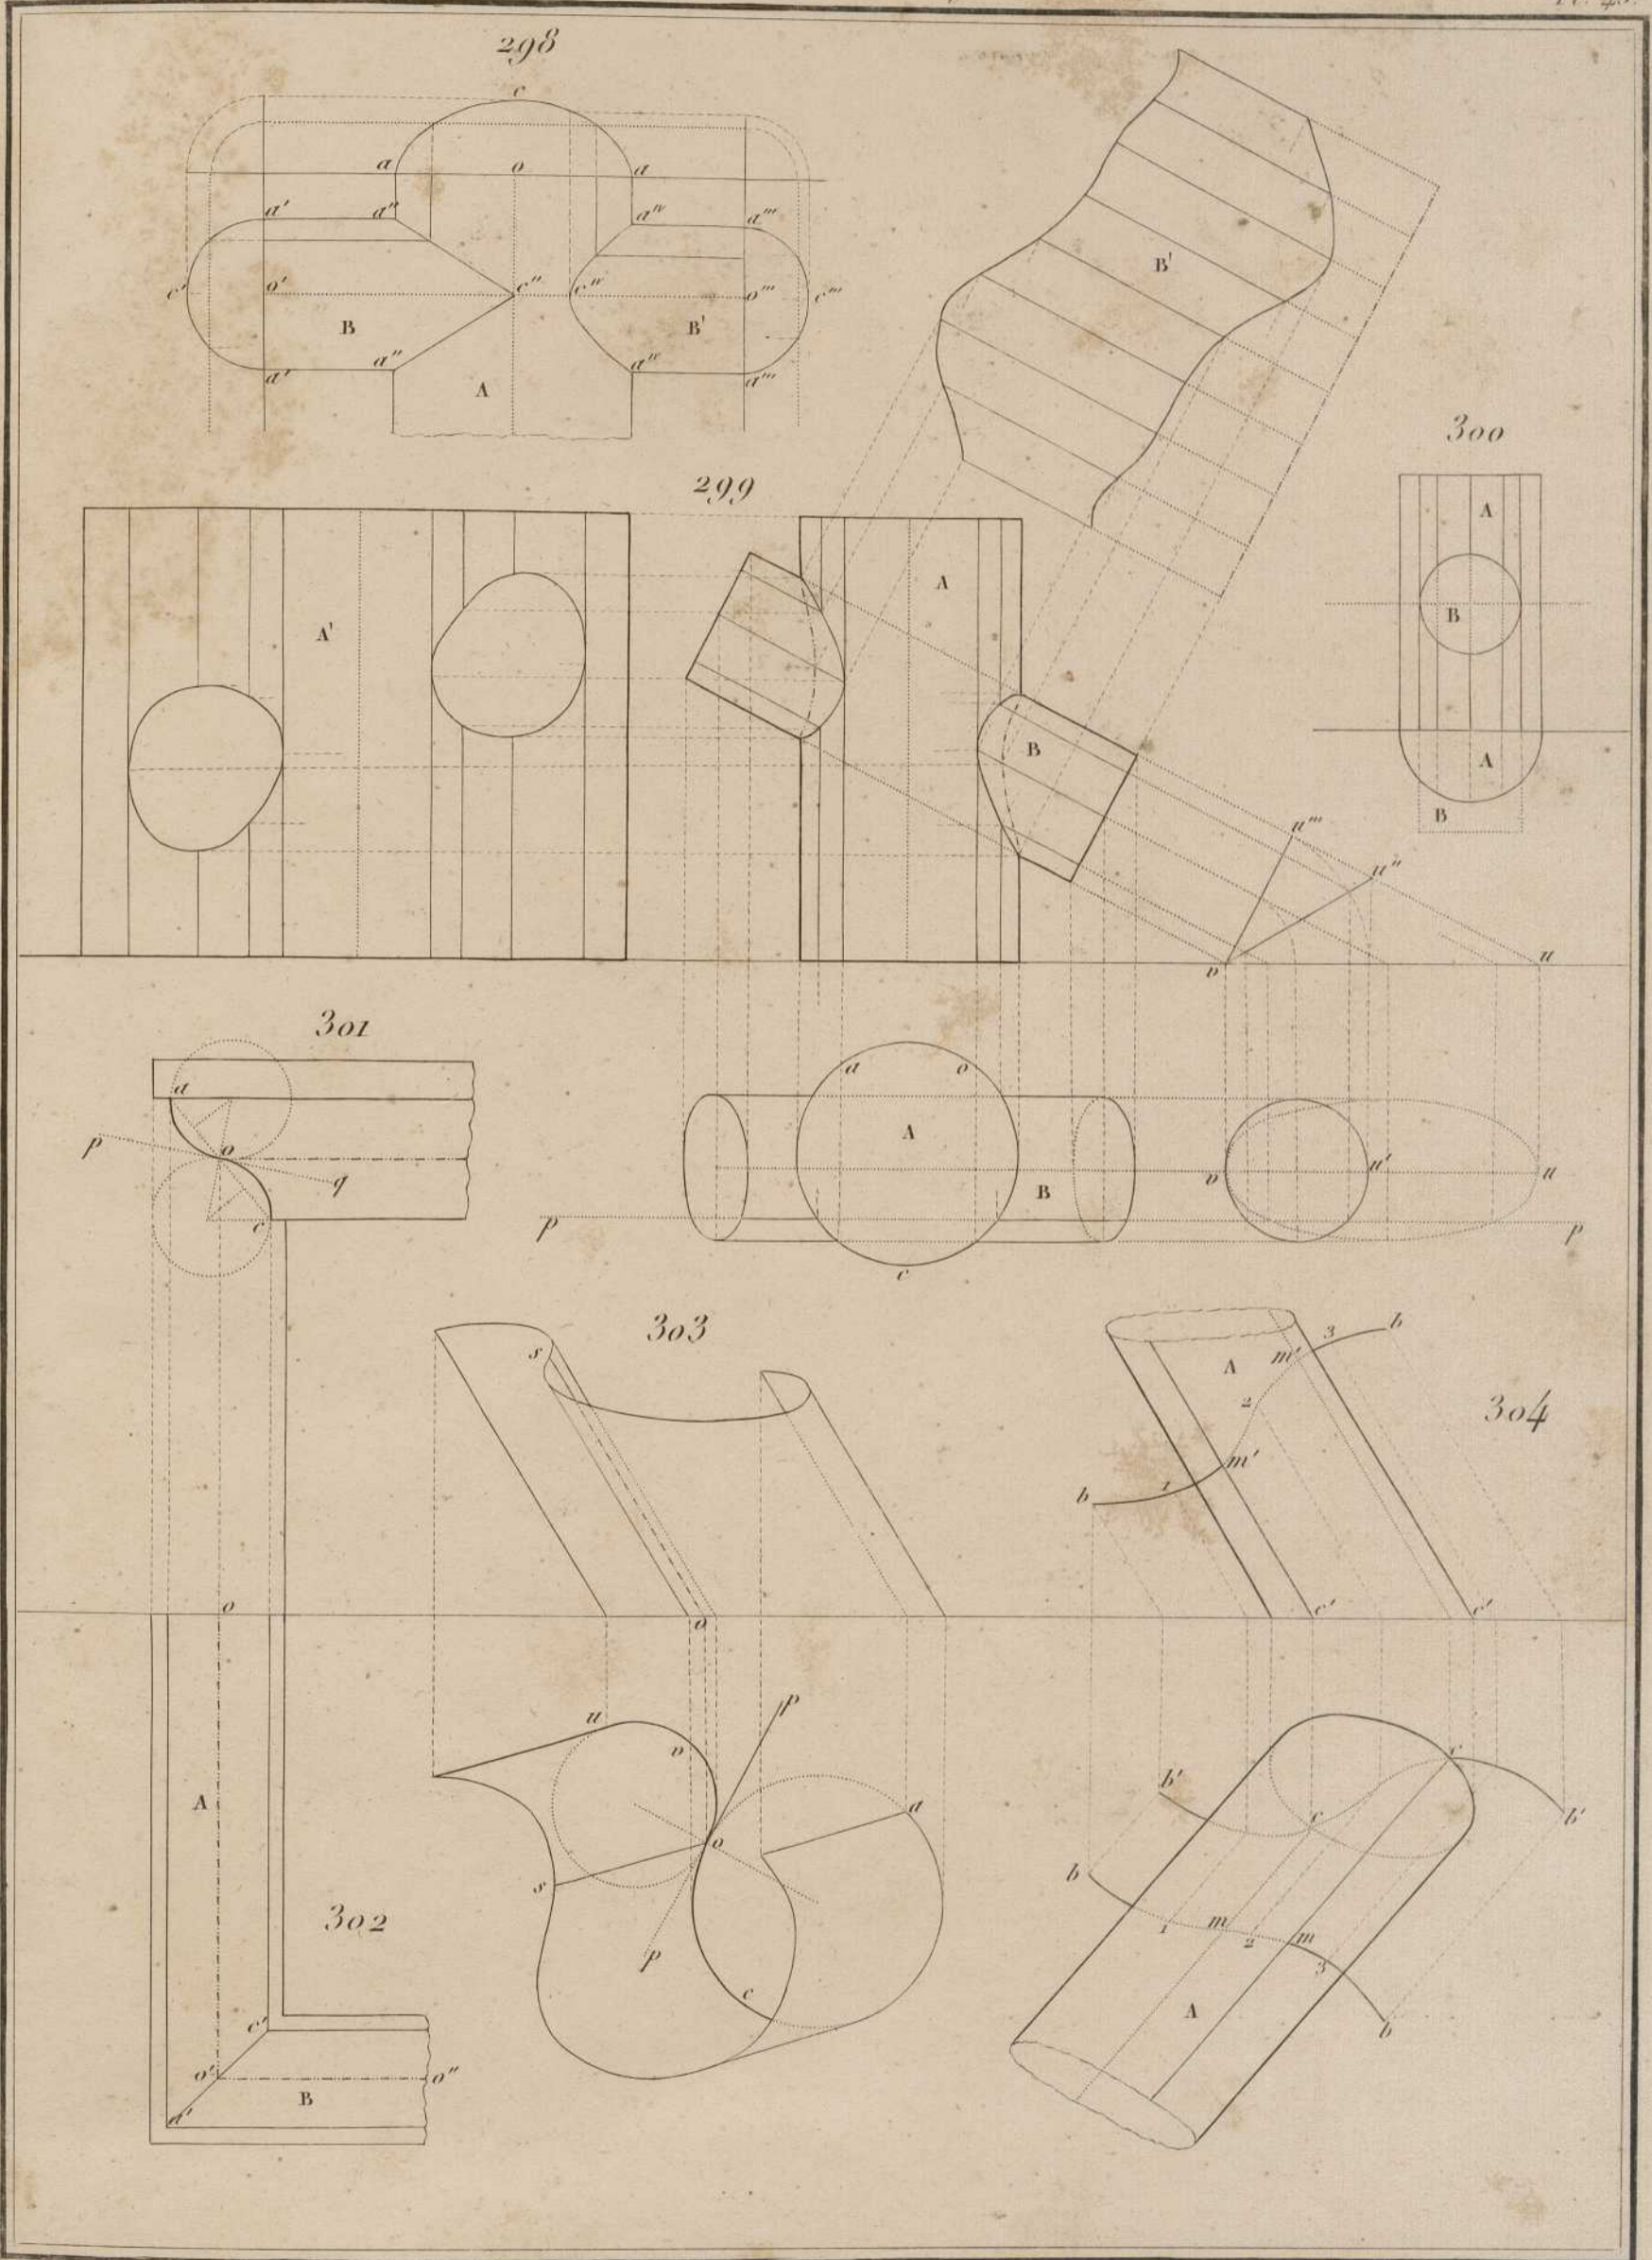 298
c
a o a
a' a'' a''' a'''
c' o' c'' c''' o''' c'''
B B'
a' a'' a''' a'''
A
B'
300
A
B
A
B
299
A'
A
B
u'''
u''
v u
301
a
p o
q
c
a o
A
B
v u' u
p p
c
303
s
o
304
3 b
A m'
2
m'
b 1
c' c'
o
A
302
c'
o' o''
B
a'
u p
v
o a
s
p
c
b' c b'
c
b
1 m 2 m
3
A
b